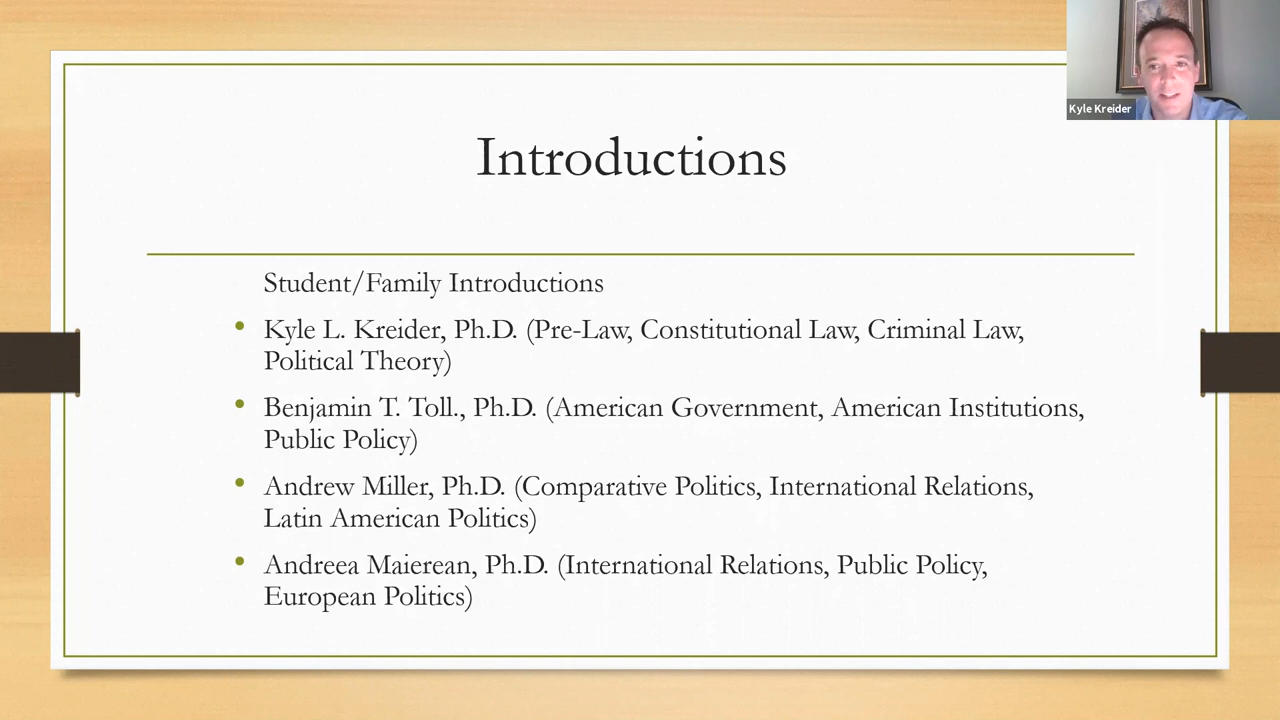 Kyle Kreider
Introductions
Student/Family Introductions
• Kyle L. Kreider, Ph.D. (Pre-Law, Constitutional Law, Criminal Law,
Political Theory)
• Benjamin T. Toll., Ph.D. (American Government, American Institutions,
Public Policy)
• Andrew Miller, Ph.D. (Comparative Politics, International Relations,
Latin American Politics)
• Andreea Maierean, Ph.D. (International Relations, Public Policy,
European Politics)